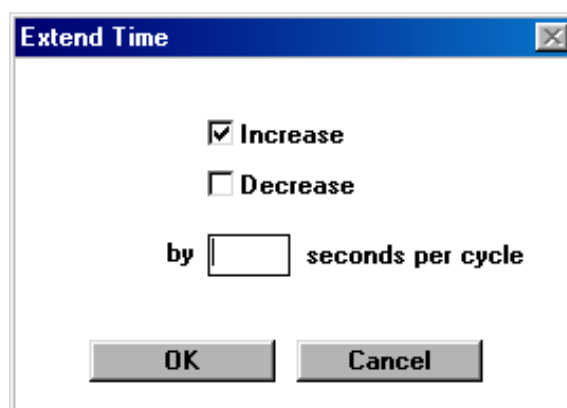 Extend Time
Increase
Decrease
by seconds per cycle
OK Cancel